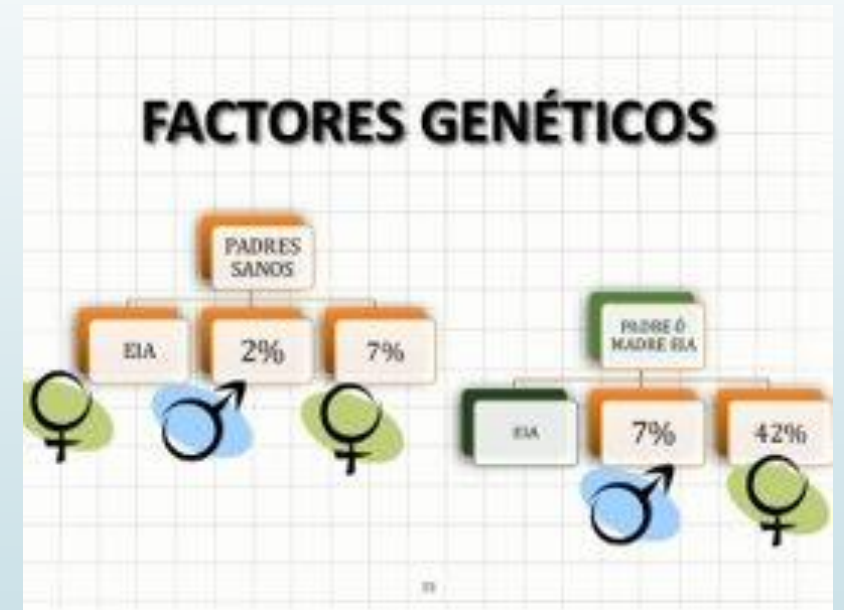 FACTORES GENÉTICOS
PADRES
SANOS
EIA
2%
7%
PADRE Ó
MADRE EIA
EIA
7%
42%